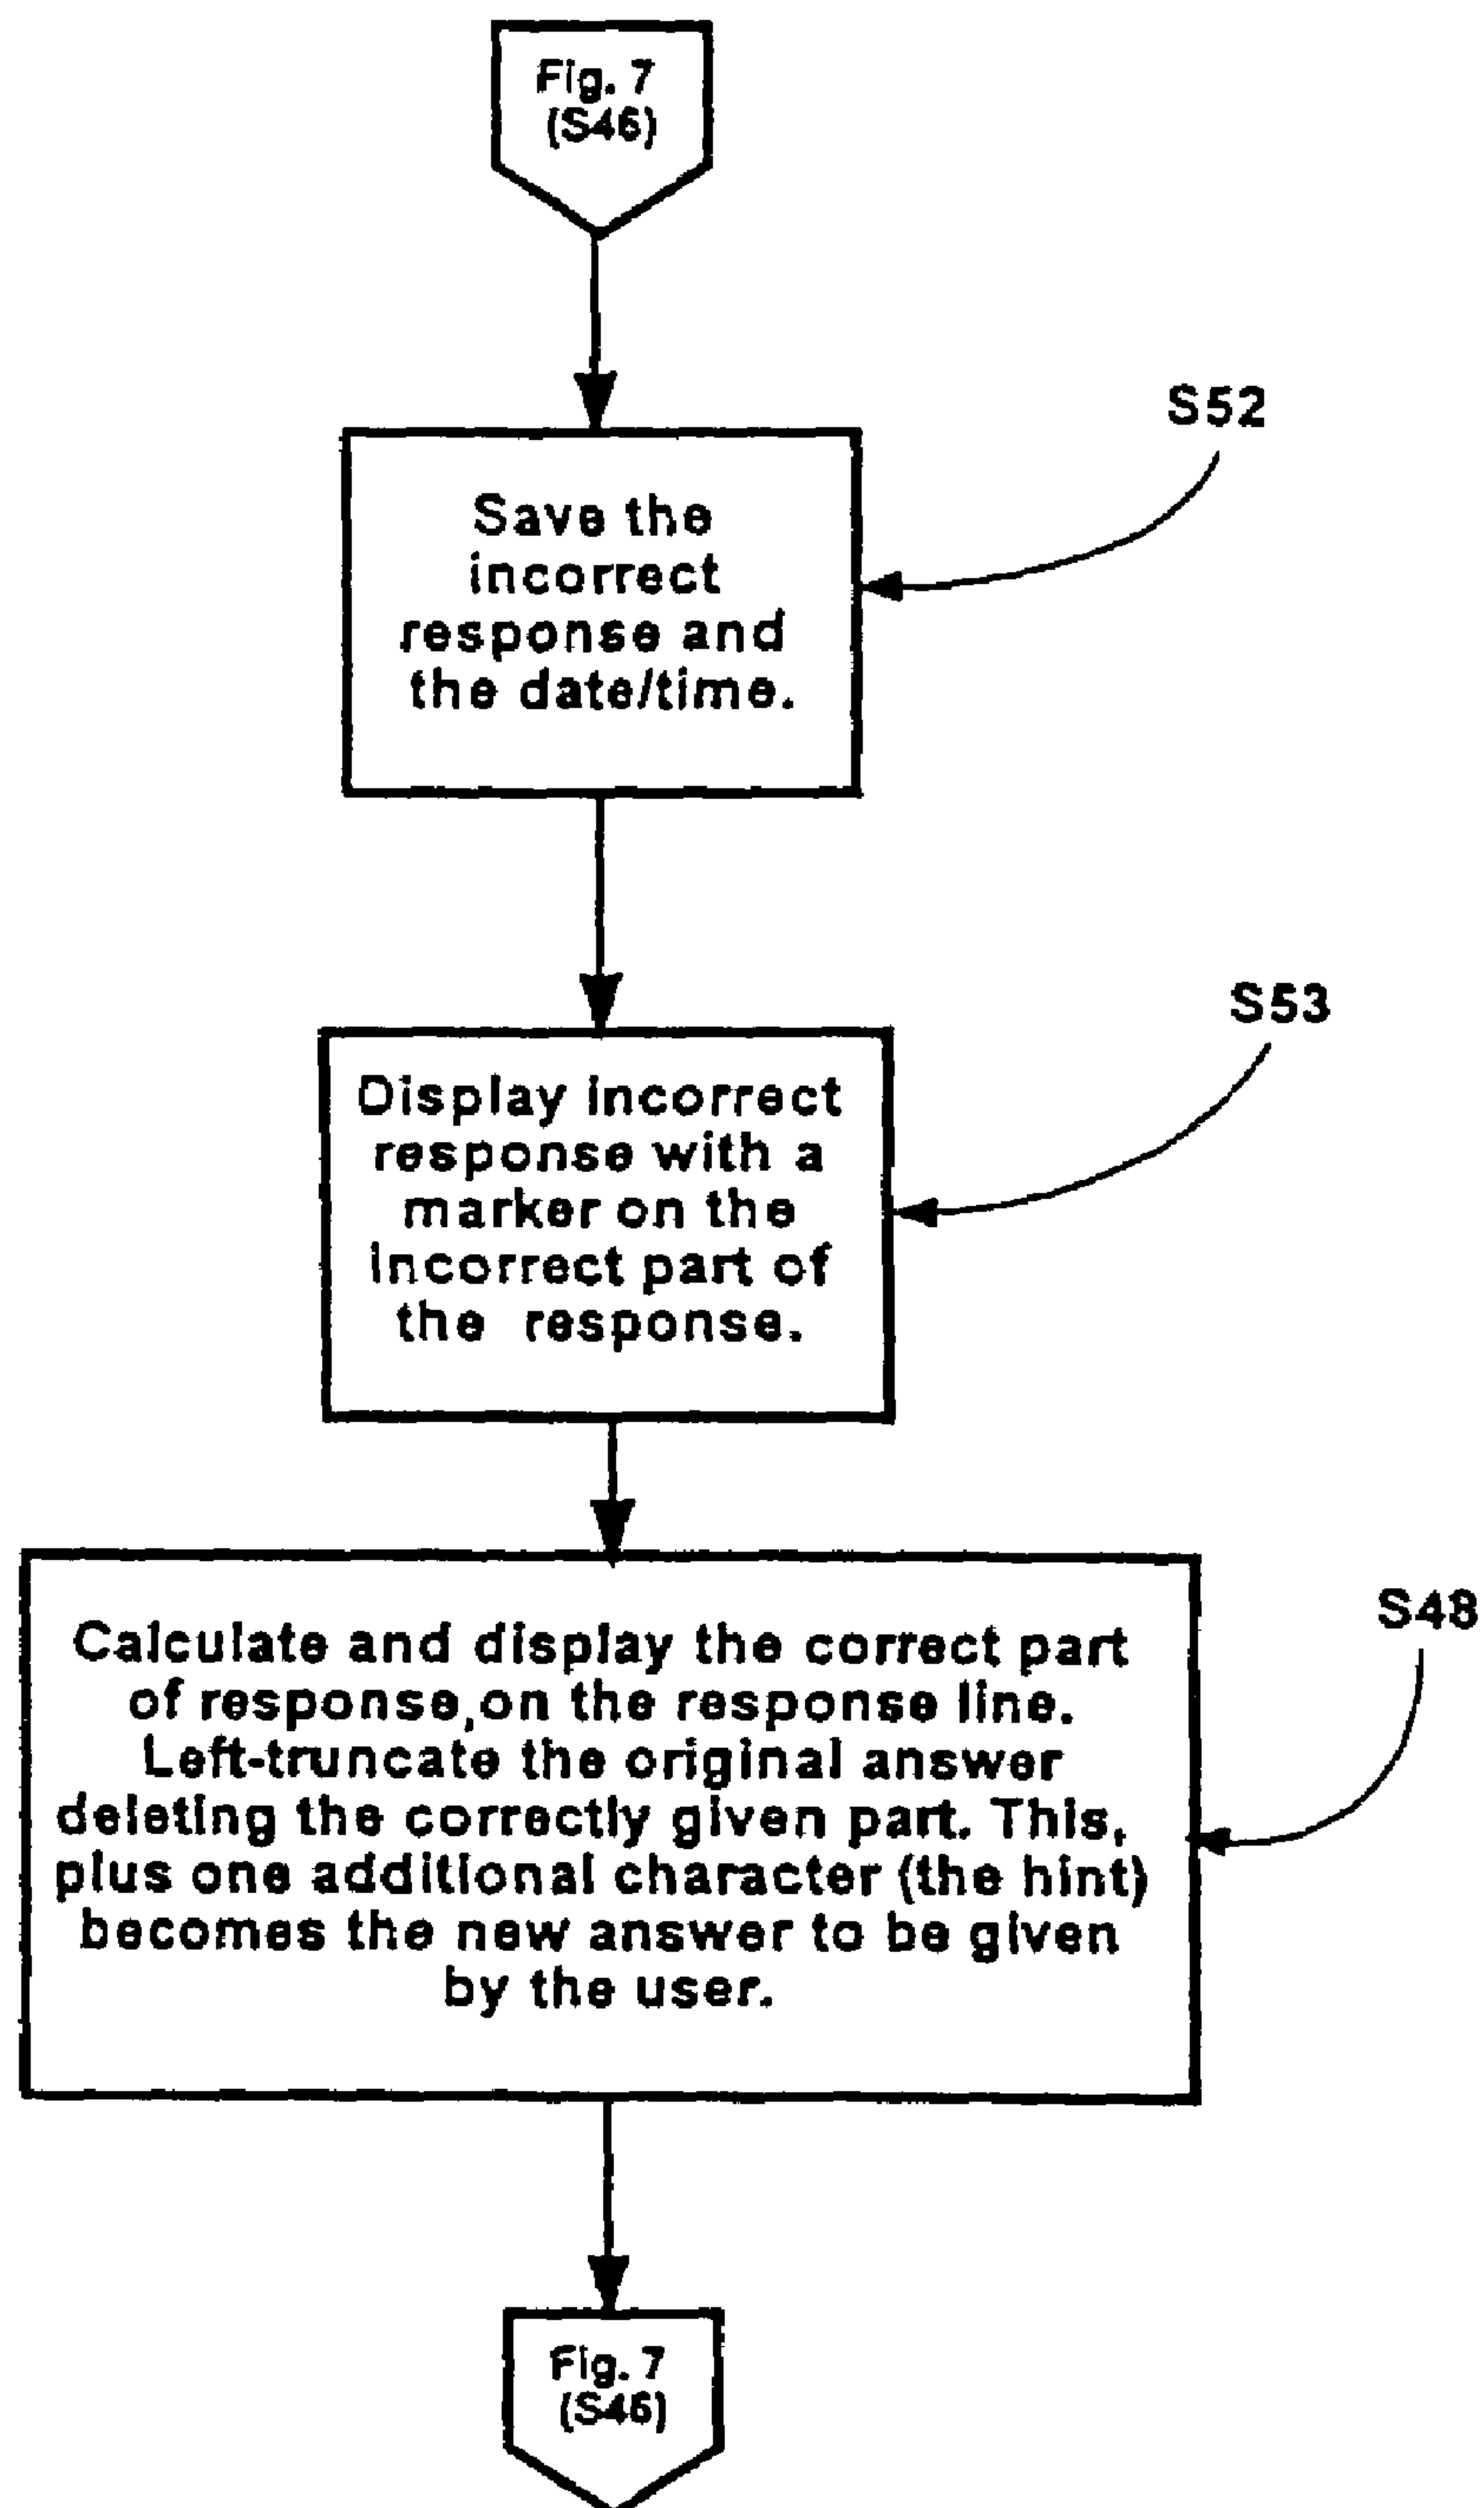 Fig. 7
(S46)
S52
Save the
incorrect
response and
the date/time.
S53
Display incorrect
response with a
marker on the
incorrect part of
the response.
S48
Calculate and display the correct part
of response,on the response line.
Left-truncate the original answer
deleting the correctly given part. This,
plus one additional character (the hint)
becomes the new answer to be given
by the user.
Fig. 7
(S46)